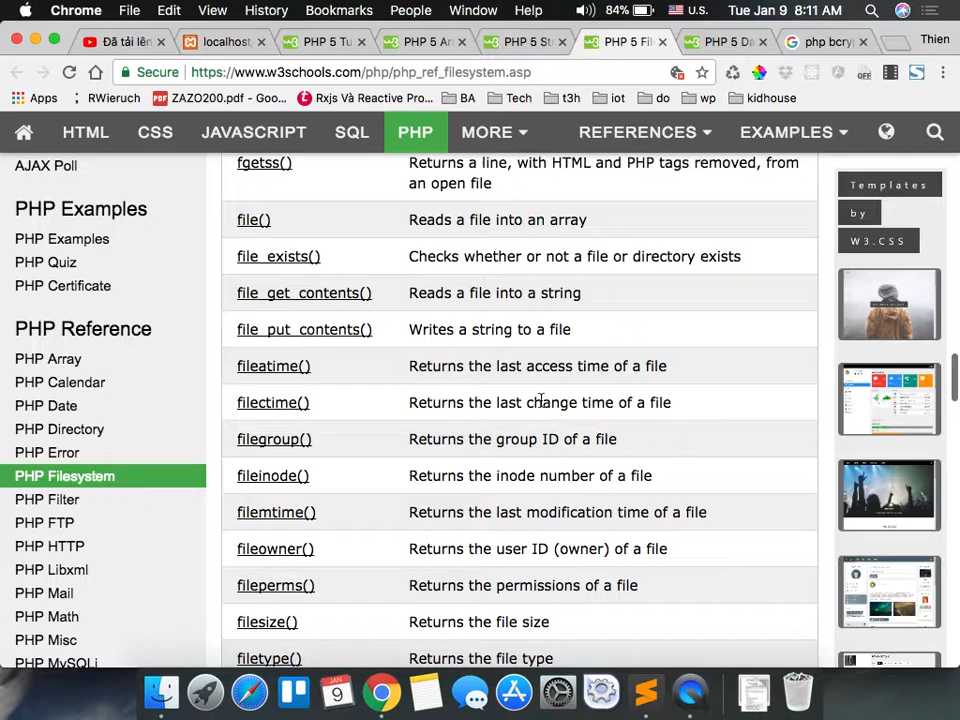 Chrome File Edit View History Bookmarks People Window Help 84% U.S. Tue Jan 9 8:11 AM
Đã tải lên localhost PHP 5 Tu PHP 5 Ar PHP 5 St PHP 5 Fil PHP 5 Da php bcry Thien
Secure https://www.w3schools.com/php/php_ref_filesystem.asp OFF
Apps RWieruch PDF ZAZO200.pdf - Goo... Rxjs Và Reactive Pro... BA Tech t3h iot do wp kidhouse
HTML CSS JAVASCRIPT SQL PHP MORE REFERENCES EXAMPLES
AJAX Poll
PHP Examples
PHP Examples
PHP Quiz
PHP Certificate
PHP Reference
PHP Array
PHP Calendar
PHP Date
PHP Directory
PHP Error
PHP Filesystem
PHP Filter
PHP FTP
PHP HTTP
PHP Libxml
PHP Mail
PHP Math
PHP Misc
PHP MySQLi
fgetss() Returns a line, with HTML and PHP tags removed, from
an open file
file() Reads a file into an array
file_exists() Checks whether or not a file or directory exists
file_get_contents() Reads a file into a string
file_put_contents() Writes a string to a file
fileatime() Returns the last access time of a file
filectime() Returns the last change time of a file
filegroup() Returns the group ID of a file
fileinode() Returns the inode number of a file
filemtime() Returns the last modification time of a file
fileowner() Returns the user ID (owner) of a file
fileperms() Returns the permissions of a file
filesize() Returns the file size
filetype() Returns the file type
Templates
by
W3.CSS
JAN
9